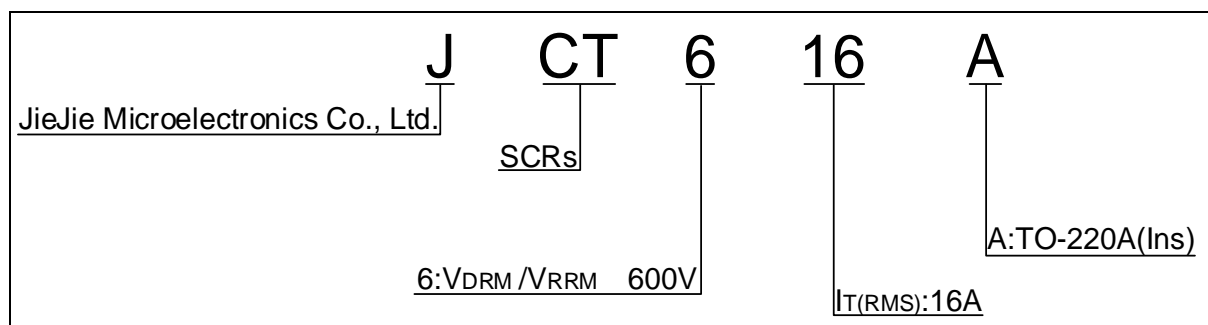 J CT 6 16 A
JieJie Microelectronics Co., Ltd.
SCRs
A:TO-220A(Ins)
6:VDRM /VRRM 600V
IT(RMS):16A